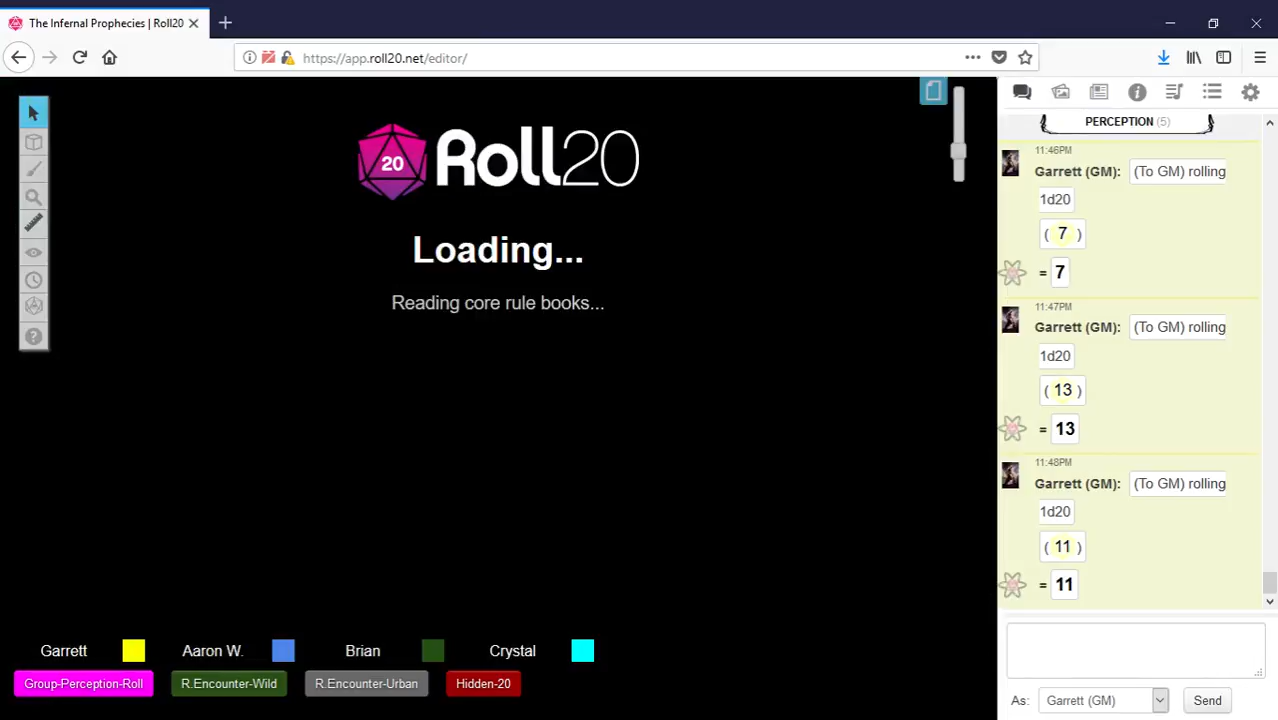 The Infernal Prophecies | Roll20
https://app.roll20.net/editor/
20 Roll20
Loading...
Reading core rule books...
PERCEPTION (5)
11:46PM
Garrett (GM): (To GM) rolling
1d20
( 7 )
= 7
11:47PM
Garrett (GM): (To GM) rolling
1d20
( 13 )
= 13
11:48PM
Garrett (GM): (To GM) rolling
1d20
( 11 )
= 11
Garrett Aaron W. Brian Crystal
Group-Perception-Roll R.Encounter-Wild R.Encounter-Urban Hidden-20
As: Garrett (GM) Send